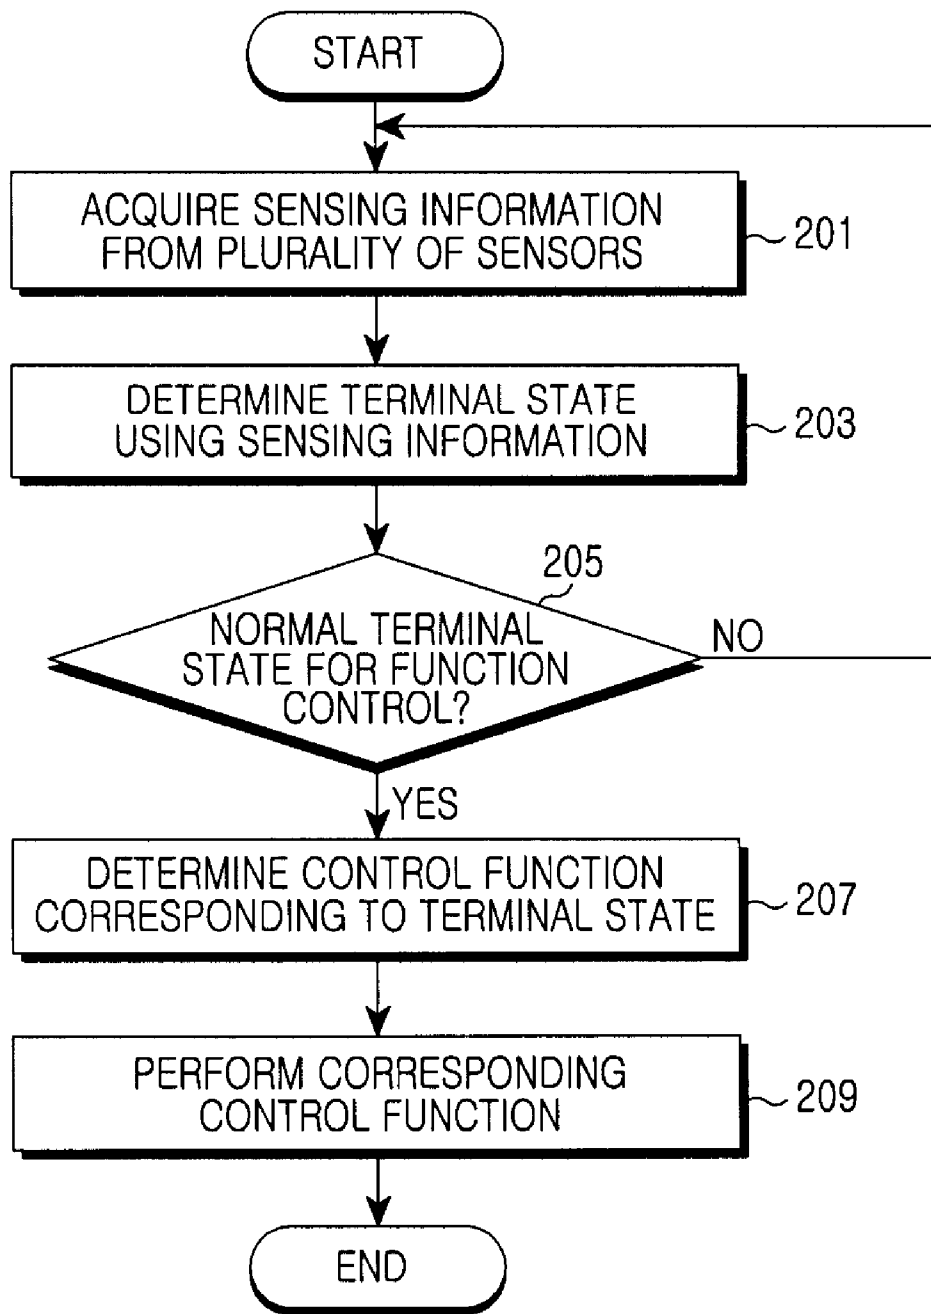 START
ACQUIRE SENSING INFORMATION
FROM PLURALITY OF SENSORS
201
DETERMINE TERMINAL STATE
USING SENSING INFORMATION
203
205
NORMAL TERMINAL
STATE FOR FUNCTION
CONTROL?
NO
YES
DETERMINE CONTROL FUNCTION
CORRESPONDING TO TERMINAL STATE
207
PERFORM CORRESPONDING
CONTROL FUNCTION
209
END